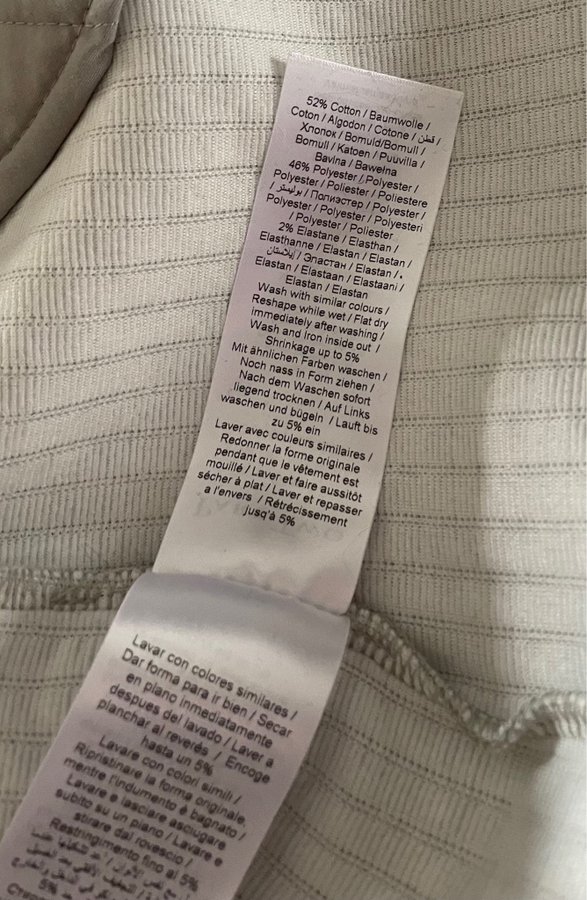 52% Cotton / Baumwolle /
Coton / Algodon / Cotone / قطن /
Хлопок / Bomuld/Bomull /
Bomull / Katoen / Puuvilla /
Bavlna / Bawełna
46% Polyester / Polyester /
Polyester / Poliester / Poliestere
/ بوليستر / Полиэстер / Polyester /
Polyester / Polyester / Polyesteri
/ Polyester / Poliester
2% Elastane / Elasthan /
Elasthanne / Elastan / Elastan /
إيلاستان / Эластан / Elastan / •
Elastan / Elastaan / Elastaani /
Elastan / Elastan
Wash with similar colours /
Reshape while wet / Flat dry
immediately after washing /
Wash and Iron inside out /
Shrinkage up to 5%
Mit ähnlichen Farben waschen /
Noch nass in Form ziehen /
Nach dem Waschen sofort
liegend trocknen / Auf Links
waschen und bügeln / Lauft bis
zu 5% ein
Laver avec couleurs similaires /
Redonner la forme originale
pendant que le vêtement est
mouillé / Laver et faire aussitôt
sécher à plat / Laver et repasser
a l'envers / Rétrécissement
jusqu'à 5%
Lavar con colores similares /
Dar forma para ir bien / Secar
en plano inmediatamente
despues del lavado / Laver a
planchar al reverés / Encoge
hasta un 5%
Lavare con colori simili /
Ripristinare la forma originale
mentre l'indumento è bagnato /
Lavare e lasciare asciugare
subito su un piano / Lavare e
stirare dal rovescio /
Restringimento fino al 5%
5%